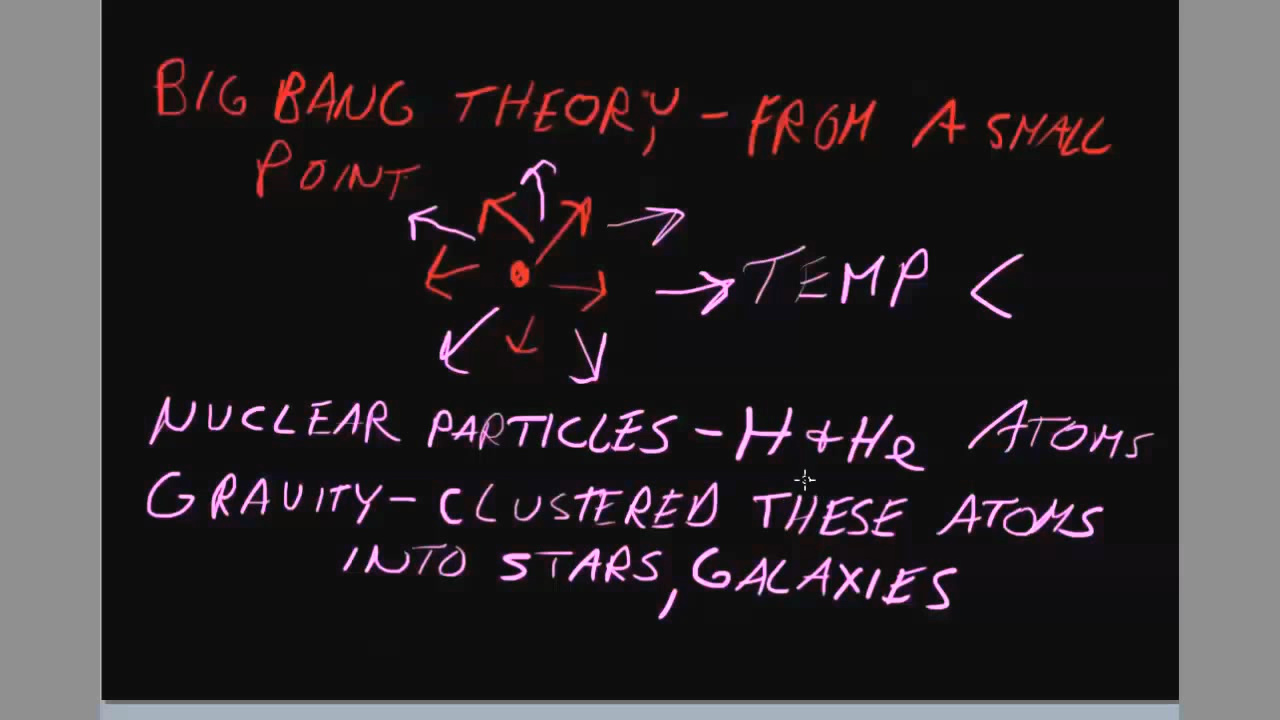 BIG BANG THEORY - FROM A SMALL
POINT
→ TEMP <
NUCLEAR PARTICLES - H & He ATOMS
GRAVITY - CLUSTERED THESE ATOMS
INTO STARS, GALAXIES